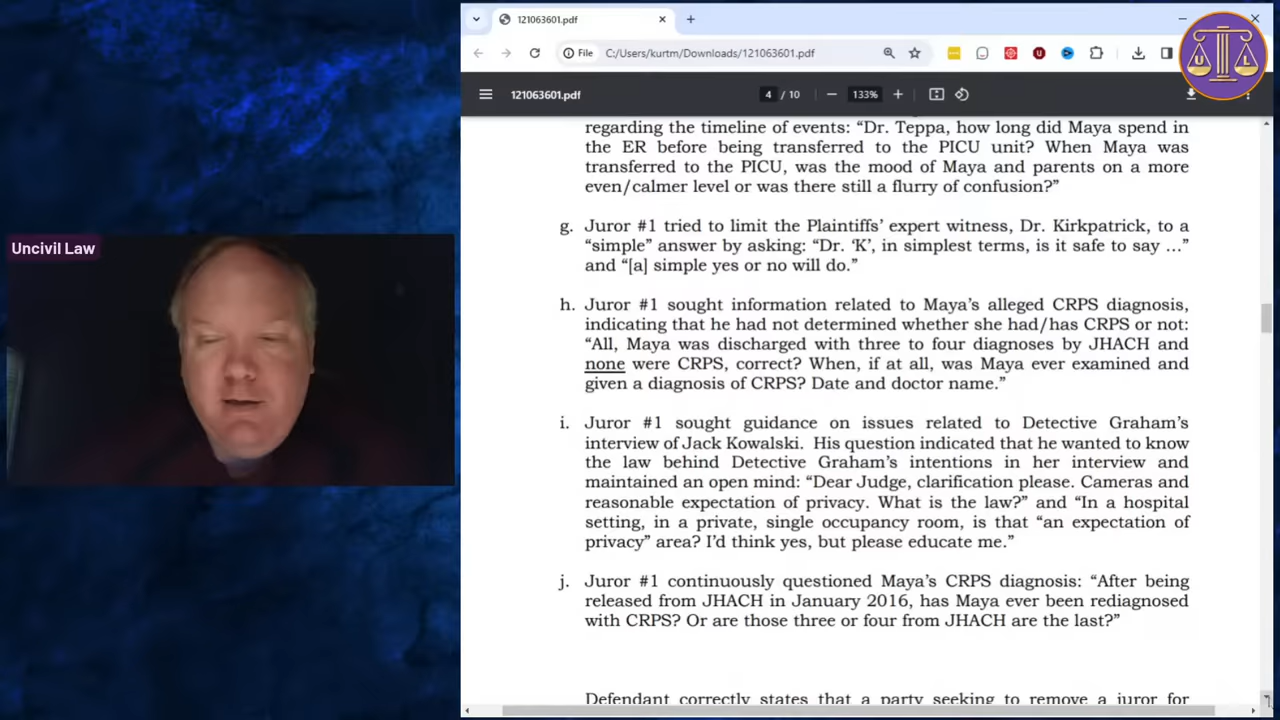 121063601.pdf
File
C:/Users/kurtm/Downloads/121063601.pdf
U L
121063601.pdf
4 / 10
133%
regarding the timeline of events: “Dr. Teppa, how long did Maya spend in
the ER before being transferred to the PICU unit? When Maya was
transferred to the PICU, was the mood of Maya and parents on a more
even/calmer level or was there still a flurry of confusion?”
g. Juror #1 tried to limit the Plaintiffs’ expert witness, Dr. Kirkpatrick, to a
“simple” answer by asking: “Dr. ‘K’, in simplest terms, is it safe to say …”
and “[a] simple yes or no will do.”
Uncivil Law
h. Juror #1 sought information related to Maya’s alleged CRPS diagnosis,
indicating that he had not determined whether she had/has CRPS or not:
“All, Maya was discharged with three to four diagnoses by JHACH and
none were CRPS, correct? When, if at all, was Maya ever examined and
given a diagnosis of CRPS? Date and doctor name.”
i. Juror #1 sought guidance on issues related to Detective Graham’s
interview of Jack Kowalski. His question indicated that he wanted to know
the law behind Detective Graham’s intentions in her interview and
maintained an open mind: “Dear Judge, clarification please. Cameras and
reasonable expectation of privacy. What is the law?” and “In a hospital
setting, in a private, single occupancy room, is that “an expectation of
privacy” area? I’d think yes, but please educate me.”
j. Juror #1 continuously questioned Maya’s CRPS diagnosis: “After being
released from JHACH in January 2016, has Maya ever been rediagnosed
with CRPS? Or are those three or four from JHACH are the last?”
Defendant correctly states that a party seeking to remove a juror for